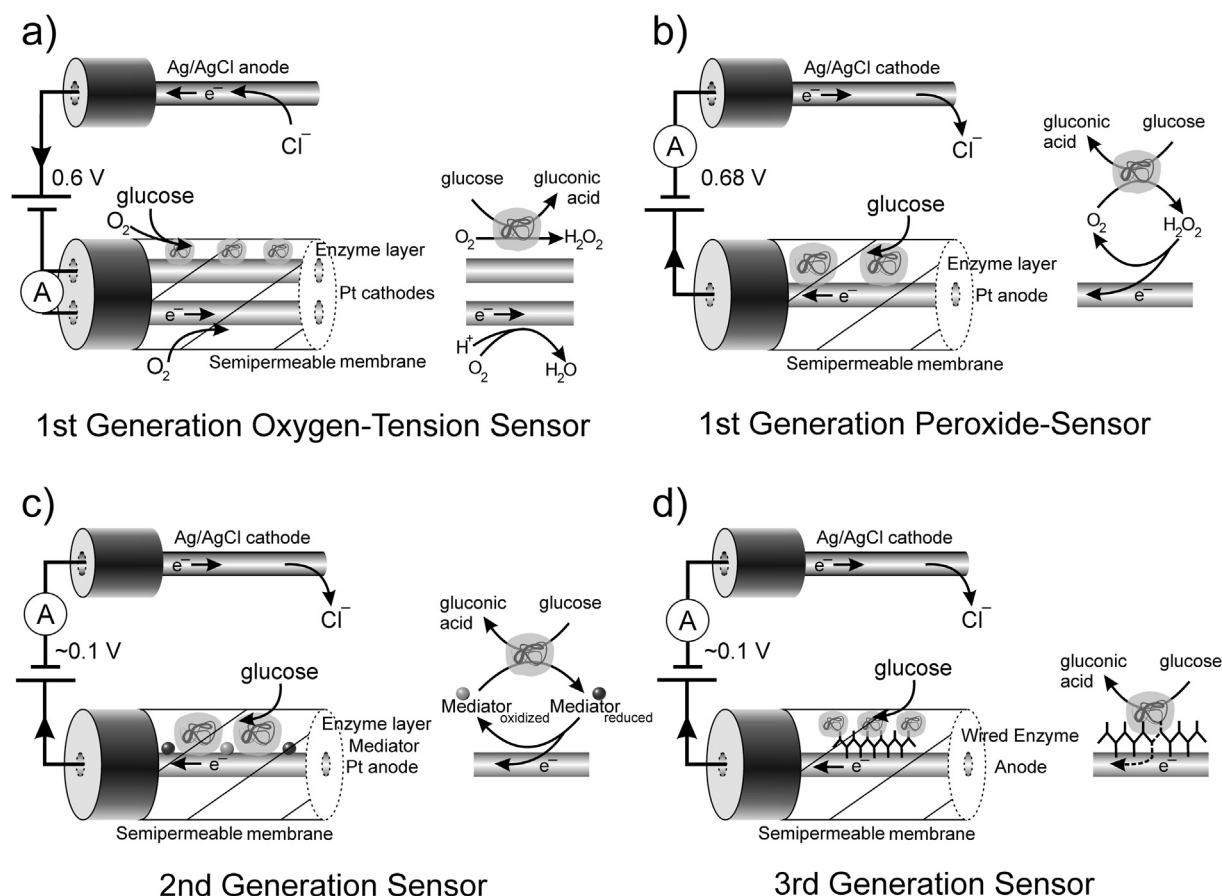 a)
Ag/AgCl anode
e–
Cl–
0.6 V
glucose
O2
A
e–
O2
Enzyme layer
Pt cathodes
Semipermeable membrane
glucose
gluconic
acid
O2
H2O2
e–
H+
O2
H2O
1st Generation Oxygen-Tension Sensor
b)
Ag/AgCl cathode
e–
Cl–
A
0.68 V
glucose
Enzyme layer
Pt anode
e–
Semipermeable membrane
gluconic
acid
glucose
O2
H2O2
e–
1st Generation Peroxide-Sensor
c)
Ag/AgCl cathode
e–
Cl–
A
~0.1 V
glucose
Enzyme layer
Mediator
Pt anode
e–
Semipermeable membrane
gluconic
acid
glucose
Mediator oxidized
Mediator reduced
e–
2nd Generation Sensor
d)
Ag/AgCl cathode
e–
Cl–
A
~0.1 V
glucose
Wired Enzyme
Anode
e–
Semipermeable membrane
gluconic
acid
glucose
e–
3rd Generation Sensor